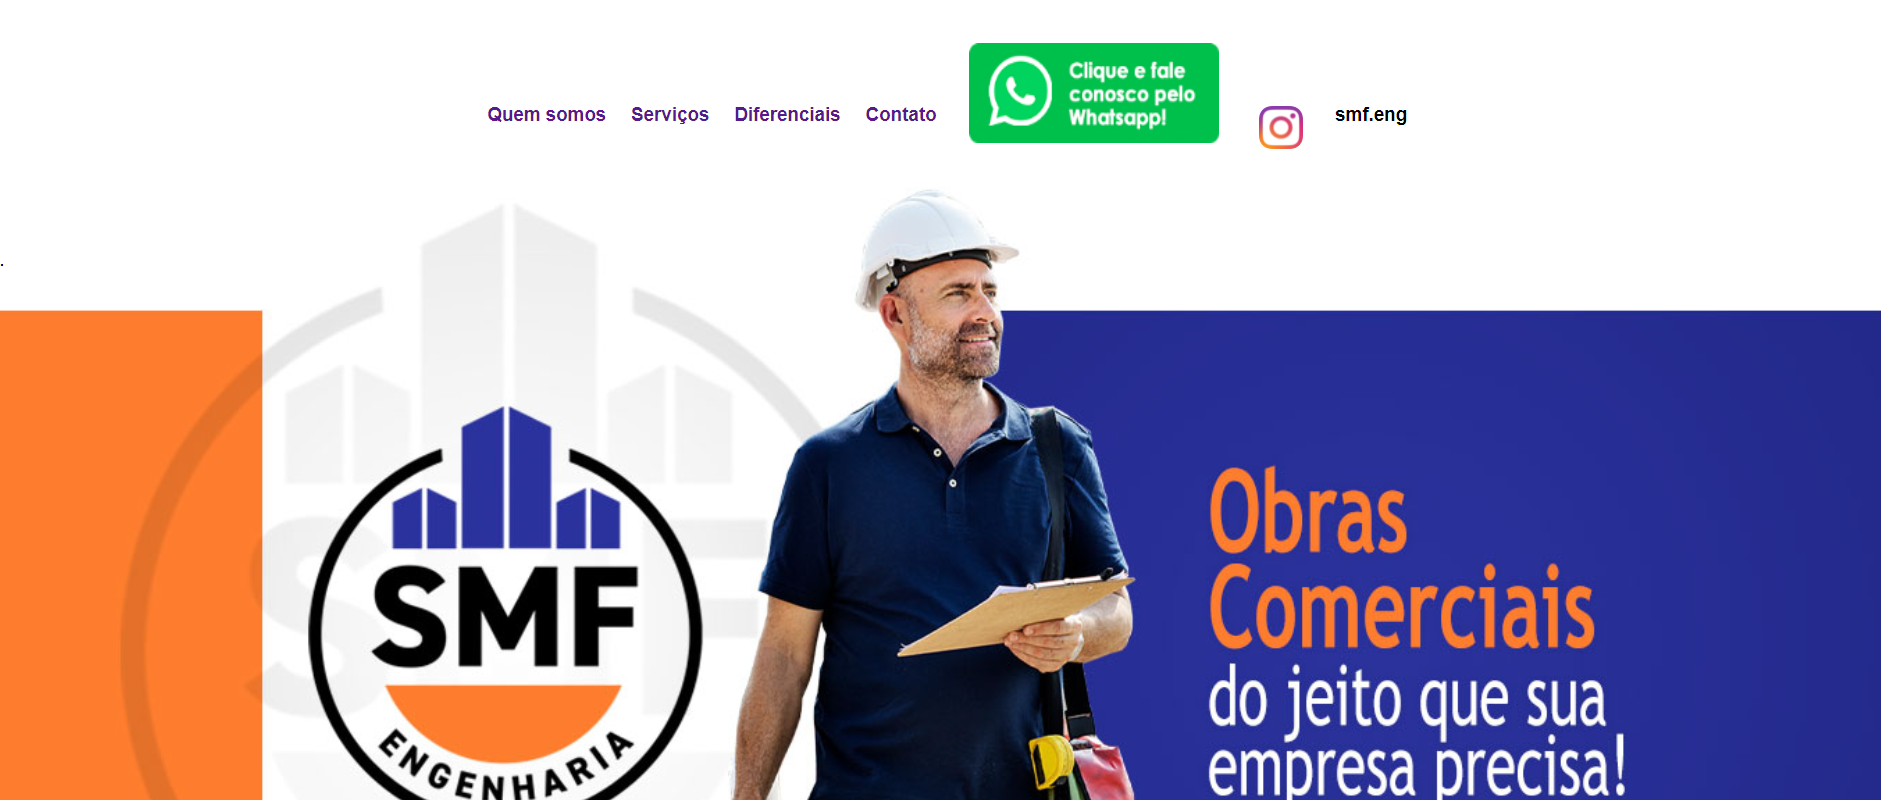 Quem somos Serviços Diferenciais Contato
Clique e fale
conosco pelo
Whatsapp!
smf.eng
.
SMF
SMF
ENGENHARIA
Obras
Comerciais
do jeito que sua
empresa precisa!